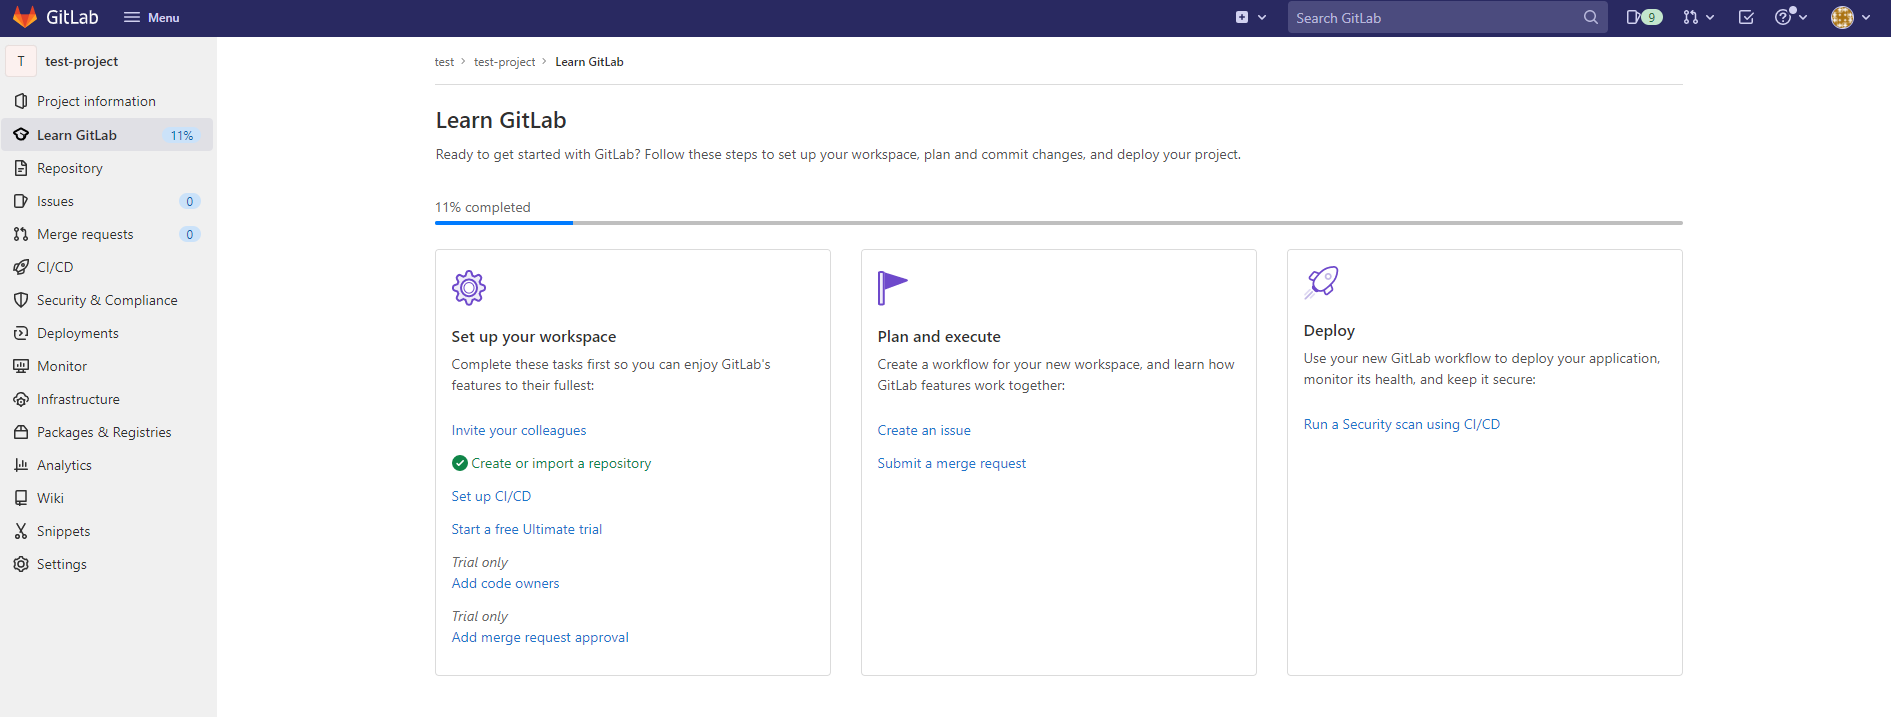 GitLab
Menu
Search GitLab
9
T
test-project
Project information
Learn GitLab
11%
Repository
Issues
0
Merge requests
0
CI/CD
Security & Compliance
Deployments
Monitor
Infrastructure
Packages & Registries
Analytics
Wiki
Snippets
Settings
test > test-project > Learn GitLab
Learn GitLab
Ready to get started with GitLab? Follow these steps to set up your workspace, plan and commit changes, and deploy your project.
11% completed
Set up your workspace
Complete these tasks first so you can enjoy GitLab's
features to their fullest:
Invite your colleagues
Create or import a repository
Set up CI/CD
Start a free Ultimate trial
Trial only
Add code owners
Trial only
Add merge request approval
Plan and execute
Create a workflow for your new workspace, and learn how
GitLab features work together:
Create an issue
Submit a merge request
Deploy
Use your new GitLab workflow to deploy your application,
monitor its health, and keep it secure:
Run a Security scan using CI/CD